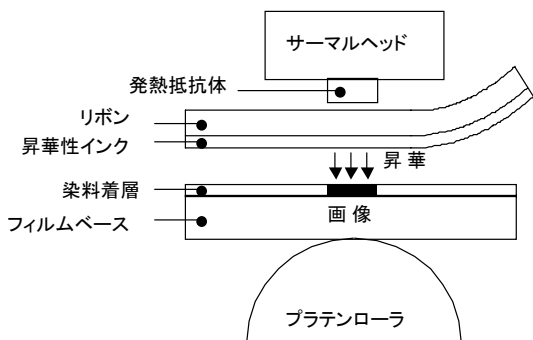 サーマルヘッド
発熱抵抗体
リボン
昇華性インク
昇 華
染料着層
画 像
フィルムベース
プラテンローラ